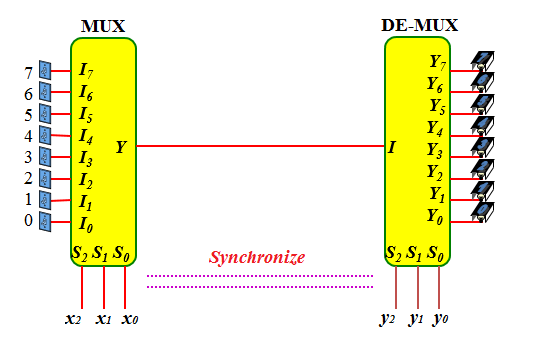 MUX
DE-MUX
7 I7
6 I6
5 I5
4 I4
3 I3
2 I2
1 I1
0 I0
Y
S2 S1 S0
x2 x1 x0
Synchronize
I
Y7
Y6
Y5
Y4
Y3
Y2
Y1
Y0
S2 S1 S0
y2 y1 y0